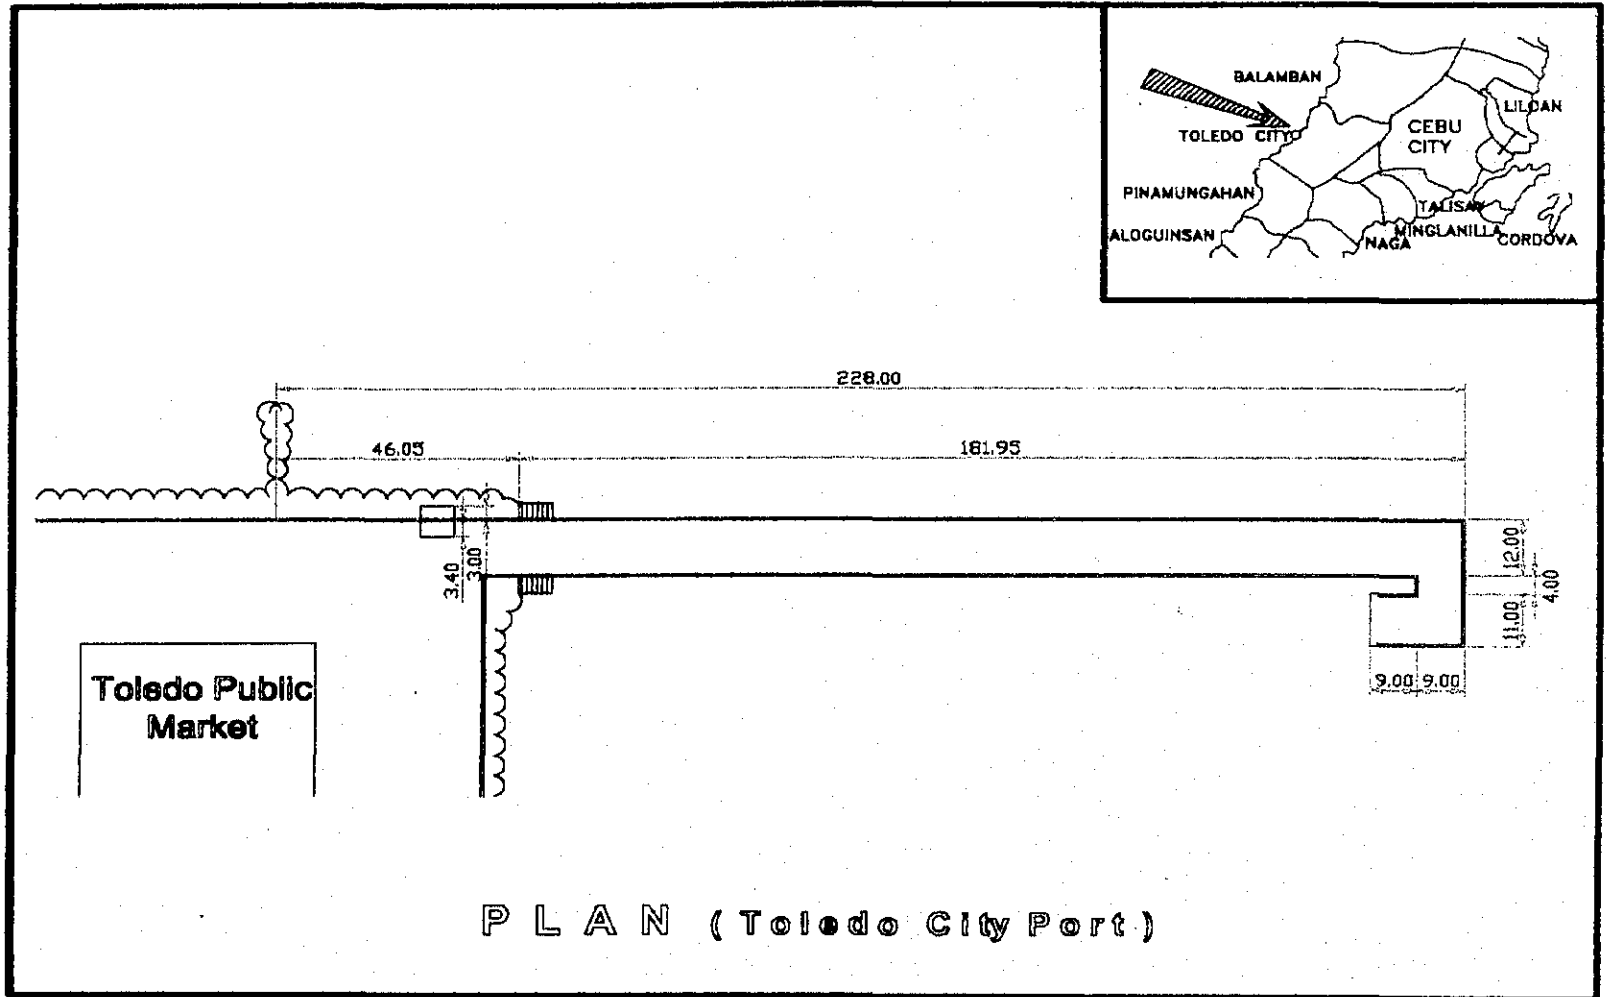 BALAMBAN
LILOAN
TOLEDO CITY
CEBU
CITY
PINAMUNGAHAN
TALISAY
ALOGUINSAN
NAGA
MINGLANILLA
CORDOVA
228.00
46.05
181.95
3.40
3.00
12.00
4.00
11.00
9.00
9.00
Toledo Public
Market
PLAN (Toledo City Port)